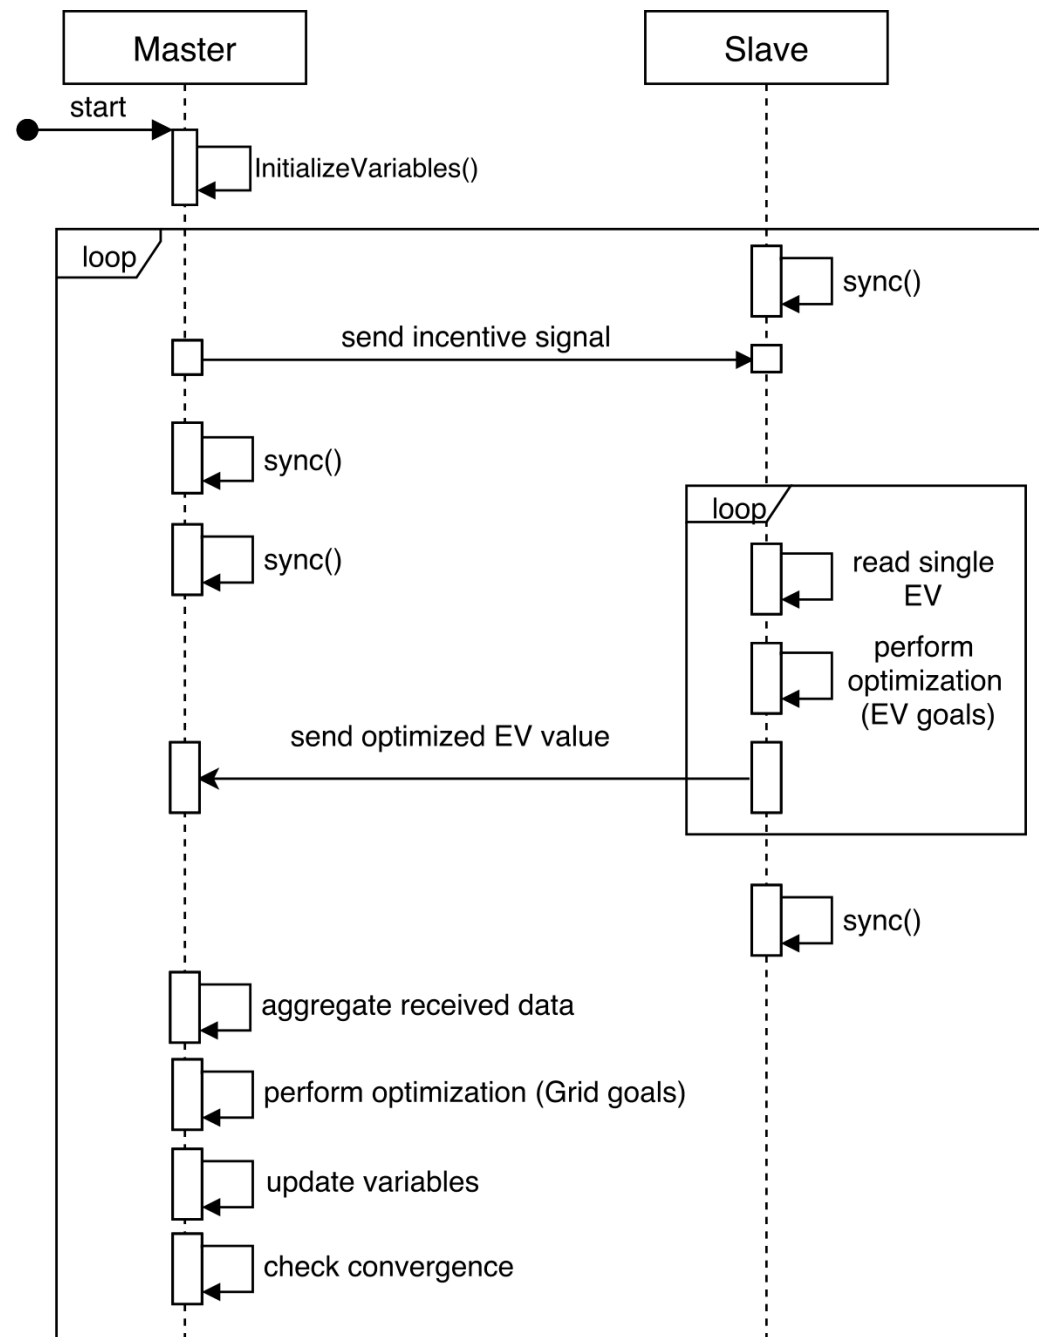 Master
Slave
start
InitializeVariables()
loop
sync()
send incentive signal
sync()
loop
sync()
read single
EV
perform
optimization
(EV goals)
send optimized EV value
sync()
aggregate received data
perform optimization (Grid goals)
update variables
check convergence